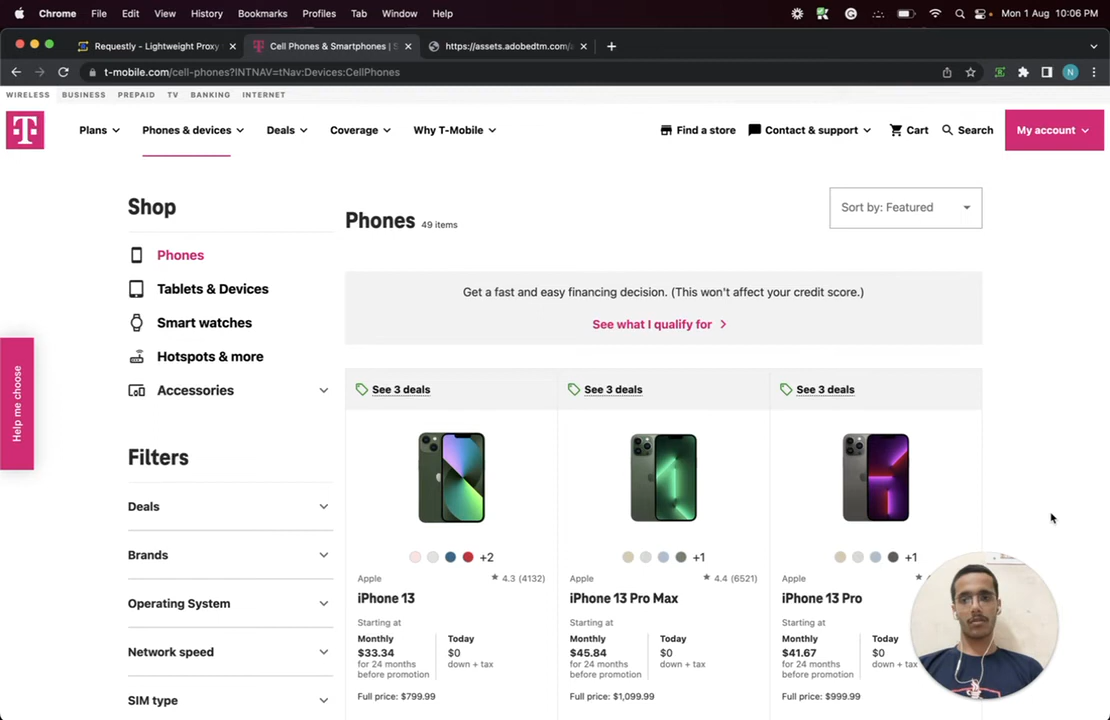 Chrome File Edit View History Bookmarks Profiles Tab Window Help Mon 1 Aug 10:06 PM
Requestly - Lightweight Proxy Cell Phones & Smartphones | S https://assets.adobedtm.com/
t-mobile.com/cell-phones?INTNAV=tNav:Devices:CellPhones N
WIRELESS BUSINESS PREPAID TV BANKING INTERNET
T Plans Phones & devices Deals Coverage Why T-Mobile Find a store Contact & support Cart Search My account
Shop
Phones
Tablets & Devices
Smart watches
Hotspots & more
Accessories
Help me choose
Filters
Deals
Brands
Operating System
Network speed
SIM type
Phones 49 items
Sort by: Featured
Get a fast and easy financing decision. (This won't affect your credit score.)
See what I qualify for
See 3 deals See 3 deals See 3 deals
+2 +1 +1
Apple 4.3 (4132) Apple 4.4 (6521) Apple
iPhone 13 iPhone 13 Pro Max iPhone 13 Pro
Starting at Starting at Starting at
Monthly Today Monthly Today Monthly Today
$33.34 $0 $45.84 $0 $41.67 $0
for 24 months down + tax for 24 months down + tax for 24 months down + tax
before promotion before promotion before promotion
Full price: $799.99 Full price: $1,099.99 Full price: $999.99